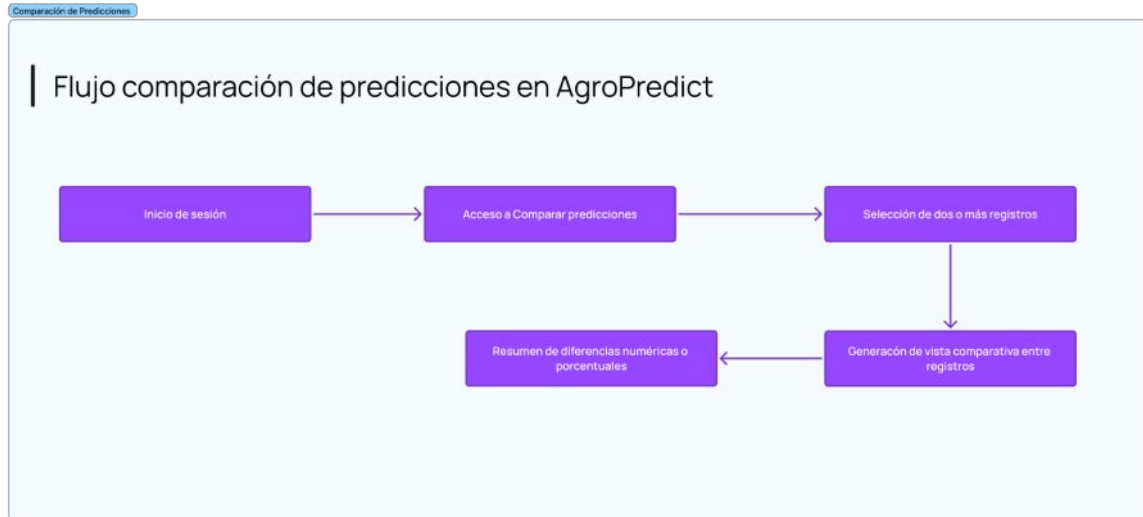 Comparación de Predicciones
Flujo comparación de predicciones en AgroPredict
Inicio de sesión
Acceso a Comparar predicciones
Selección de dos o más registros
Resumen de diferencias numéricas o
porcentuales
Generacón de vista comparativa entre
registros